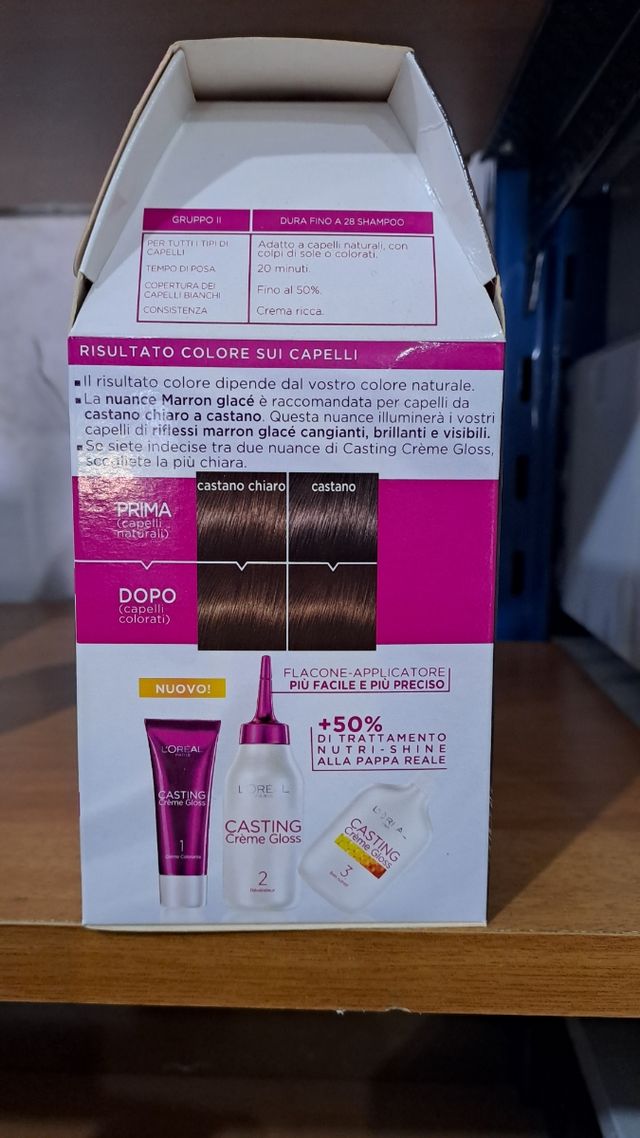 GRUPPO II DURA FINO A 28 SHAMPOO
PER TUTTI I TIPI DI CAPELLI Adatto a capelli naturali, con colpi di sole o colorati.
TEMPO DI POSA 20 minuti.
COPERTURA DEI CAPELLI BIANCHI Fino al 50%.
CONSISTENZA Crema ricca.
RISULTATO COLORE SUI CAPELLI
▪ Il risultato colore dipende dal vostro colore naturale.
▪ La nuance Marron glacé è raccomandata per capelli da
castano chiaro a castano. Questa nuance illuminerà i vostri
capelli di riflessi marron glacé cangianti, brillanti e visibili.
▪ Se siete indecise tra due nuance di Casting Crème Gloss,
scegliete la più chiara.
castano chiaro castano
PRIMA
(capelli
naturali)
DOPO
(capelli
colorati)
NUOVO!
FLACONE-APPLICATORE
PIÙ FACILE E PIÙ PRECISO
+50%
DI TRATTAMENTO
NUTRI-SHINE
ALLA PAPPA REALE
L'ORÉAL
PARIS
CASTING
Crème Gloss
1
Crème Colorante
L'ORÉAL
PARIS
CASTING
Crème Gloss
2
Révélateur
L'ORÉAL
CASTING
Crème Gloss
3